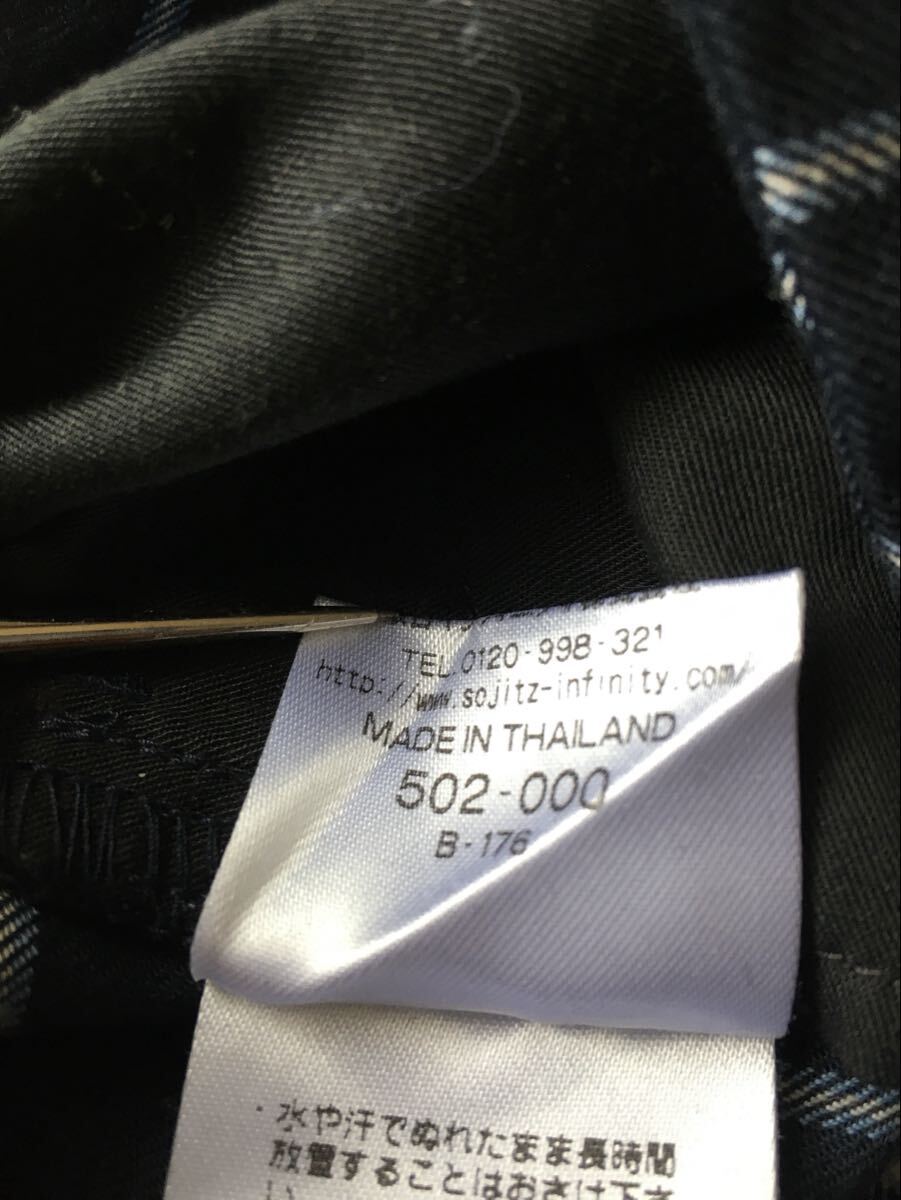 TEL.0120-998-321
http://www.sojitz-infinity.com/
MADE IN THAILAND
502-000
B-176
・水や汗でぬれたまま長時間
放置することはおさけ下さ
い